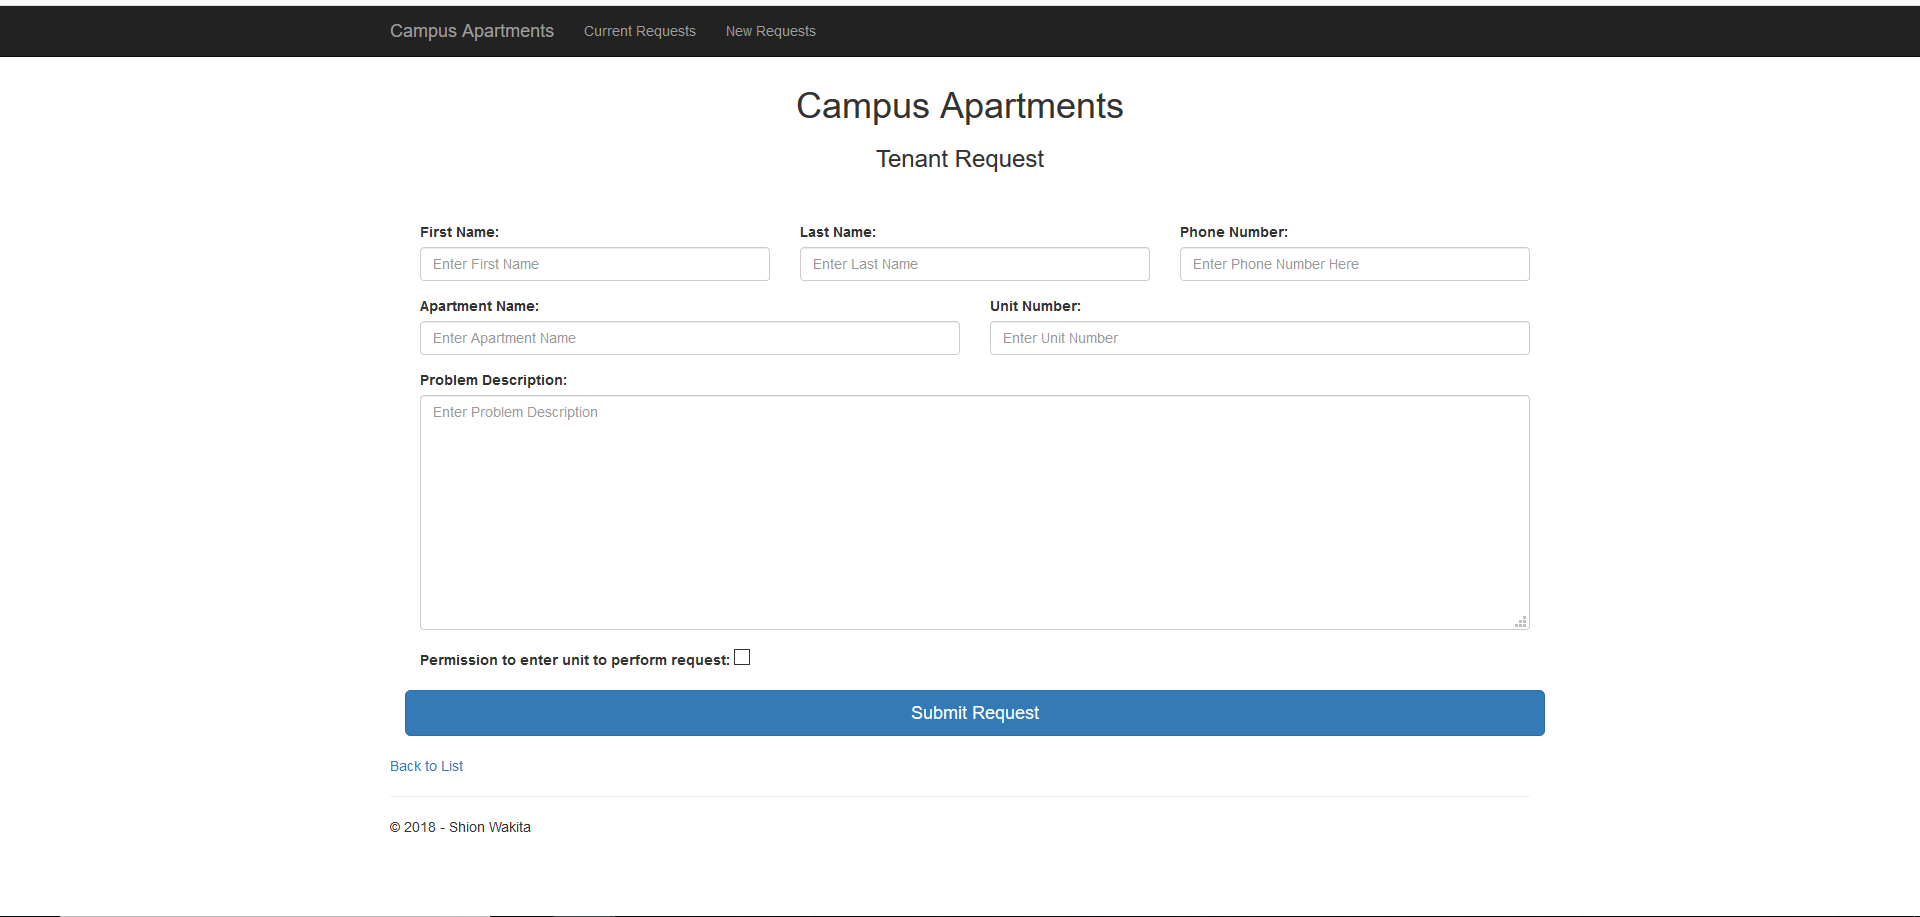 Campus Apartments Current Requests New Requests
Campus Apartments
Tenant Request
First Name: Last Name: Phone Number:
Enter First Name Enter Last Name Enter Phone Number Here
Apartment Name: Unit Number:
Enter Apartment Name Enter Unit Number
Problem Description:
Enter Problem Description
Permission to enter unit to perform request:
Submit Request
Back to List
© 2018 - Shion Wakita